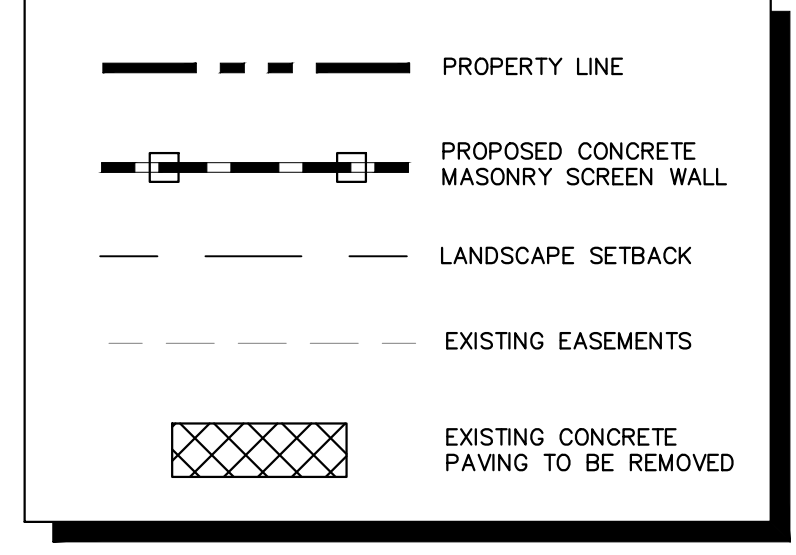 PROPERTY LINE
PROPOSED CONCRETE
MASONRY SCREEN WALL
LANDSCAPE SETBACK
EXISTING EASEMENTS
EXISTING CONCRETE
PAVING TO BE REMOVED